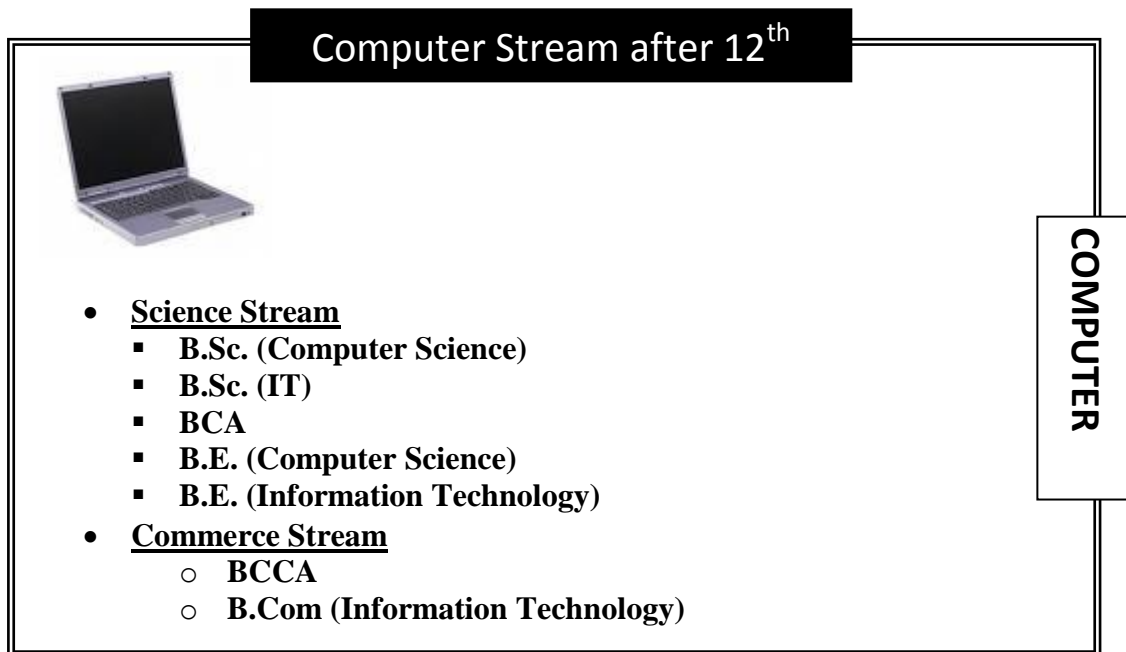 Computer Stream after 12th
COMPUTER
• Science Stream
▪ B.Sc. (Computer Science)
▪ B.Sc. (IT)
▪ BCA
▪ B.E. (Computer Science)
▪ B.E. (Information Technology)
• Commerce Stream
○ BCCA
○ B.Com (Information Technology)